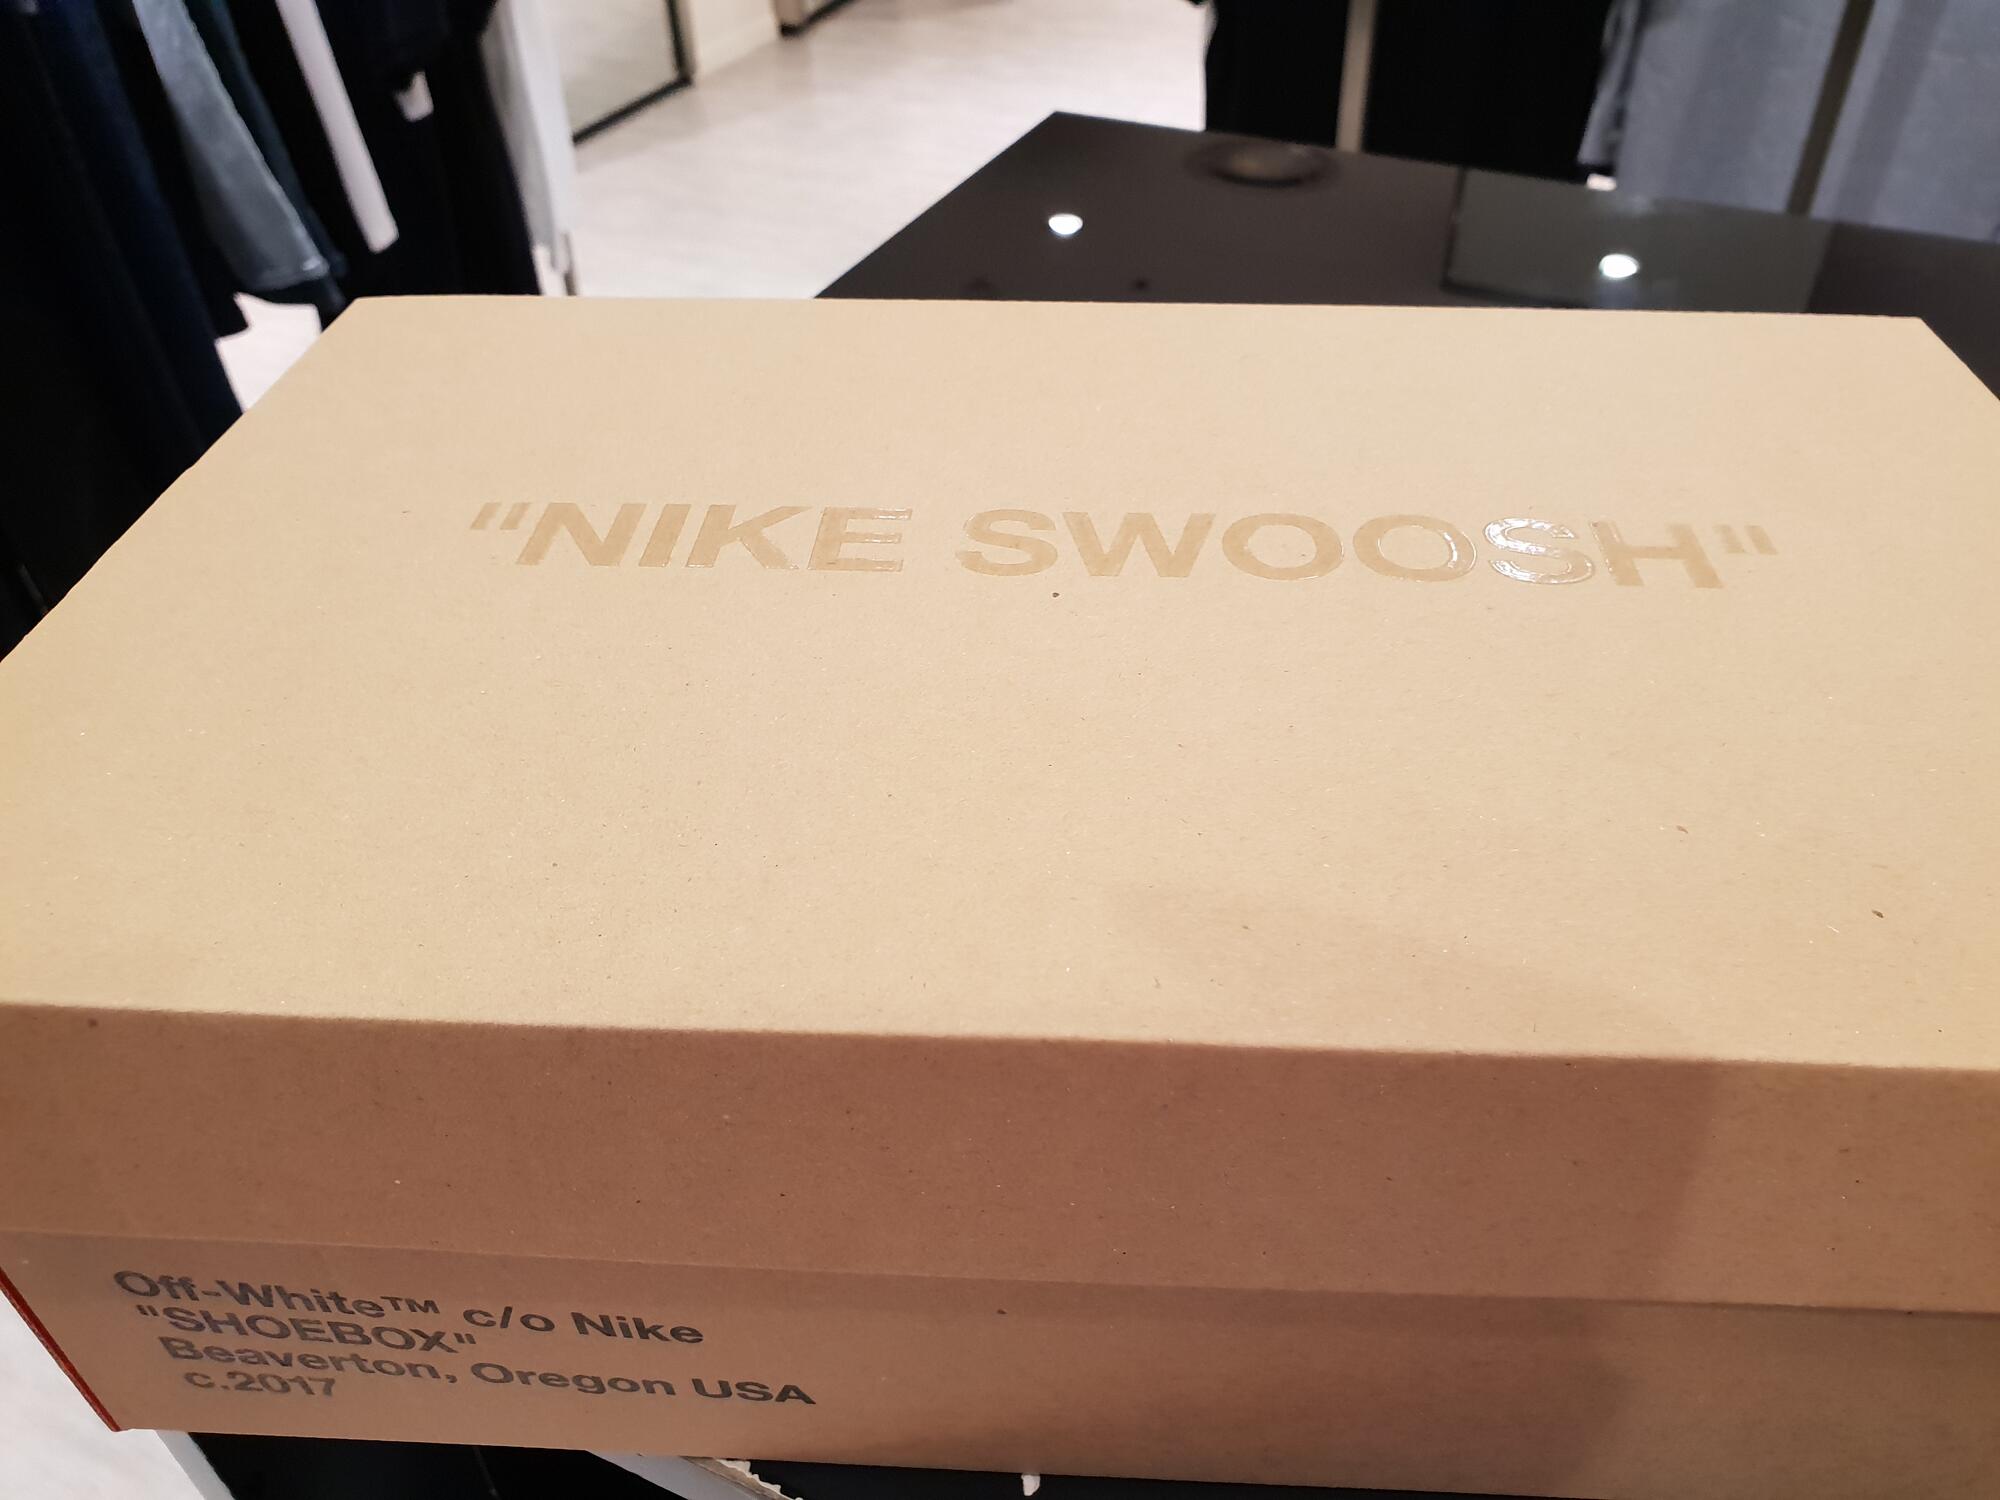 "NIKE SWOOSH"
Off-White™ c/o Nike
"SHOEBOX"
Beaverton, Oregon USA
c.2017